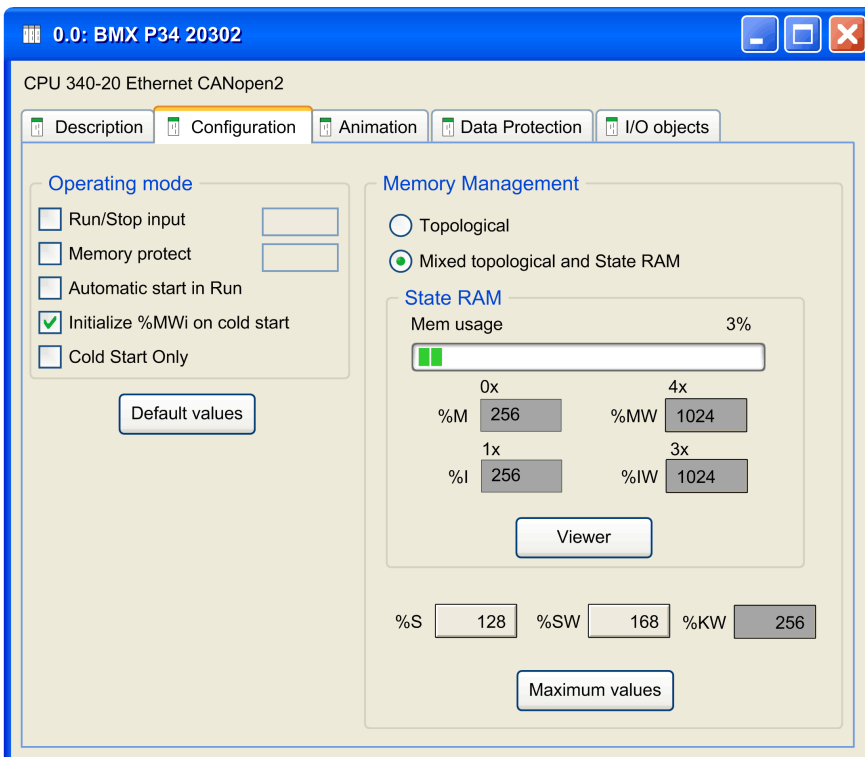 0.0: BMX P34 20302
CPU 340-20 Ethernet CANopen2
Description Configuration Animation Data Protection I/O objects
Operating mode
Run/Stop input
Memory protect
Automatic start in Run
Initialize %MWi on cold start
Cold Start Only
Default values
Memory Management
Topological
Mixed topological and State RAM
State RAM
Mem usage 3%
0x 4x
%M 256 %MW 1024
1x 3x
%I 256 %IW 1024
Viewer
%S 128 %SW 168 %KW 256
Maximum values